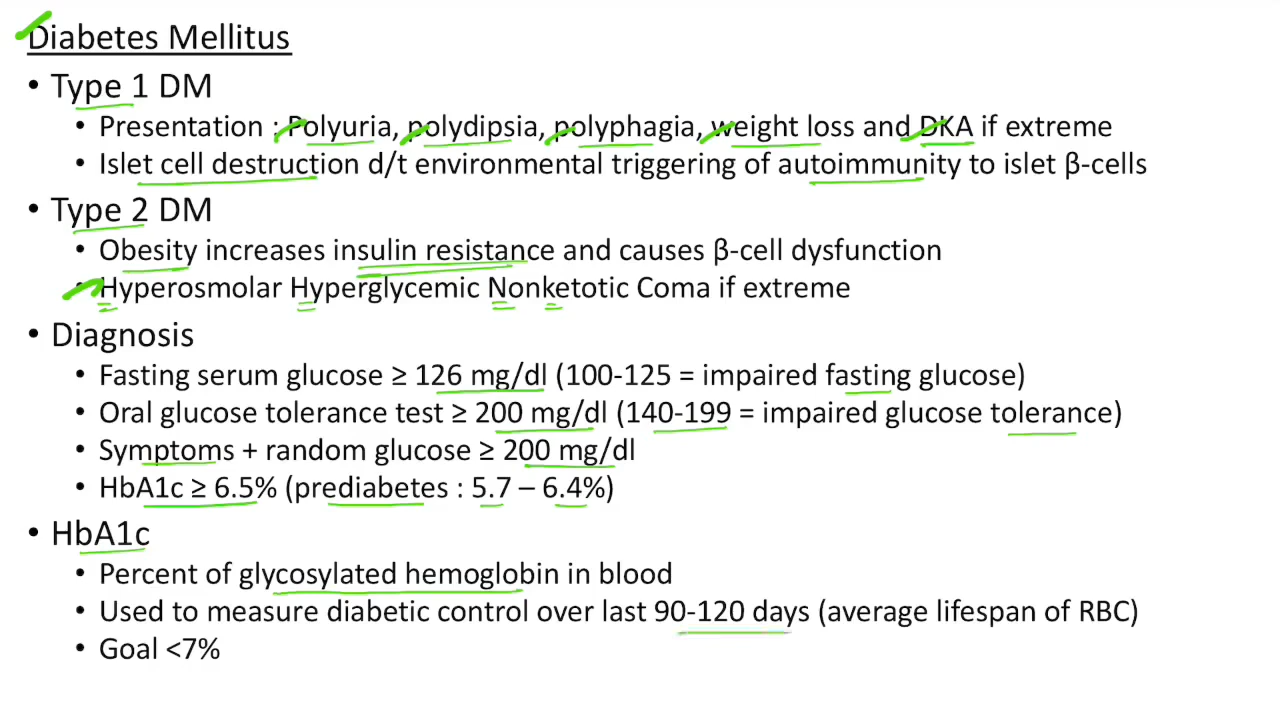 Diabetes Mellitus
• Type 1 DM
• Presentation : Polyuria, polydipsia, polyphagia, weight loss and DKA if extreme
• Islet cell destruction d/t environmental triggering of autoimmunity to islet β-cells
• Type 2 DM
• Obesity increases insulin resistance and causes β-cell dysfunction
• Hyperosmolar Hyperglycemic Nonketotic Coma if extreme
• Diagnosis
• Fasting serum glucose ≥ 126 mg/dl (100-125 = impaired fasting glucose)
• Oral glucose tolerance test ≥ 200 mg/dl (140-199 = impaired glucose tolerance)
• Symptoms + random glucose ≥ 200 mg/dl
• HbA1c ≥ 6.5% (prediabetes : 5.7 – 6.4%)
• HbA1c
• Percent of glycosylated hemoglobin in blood
• Used to measure diabetic control over last 90-120 days (average lifespan of RBC)
• Goal <7%